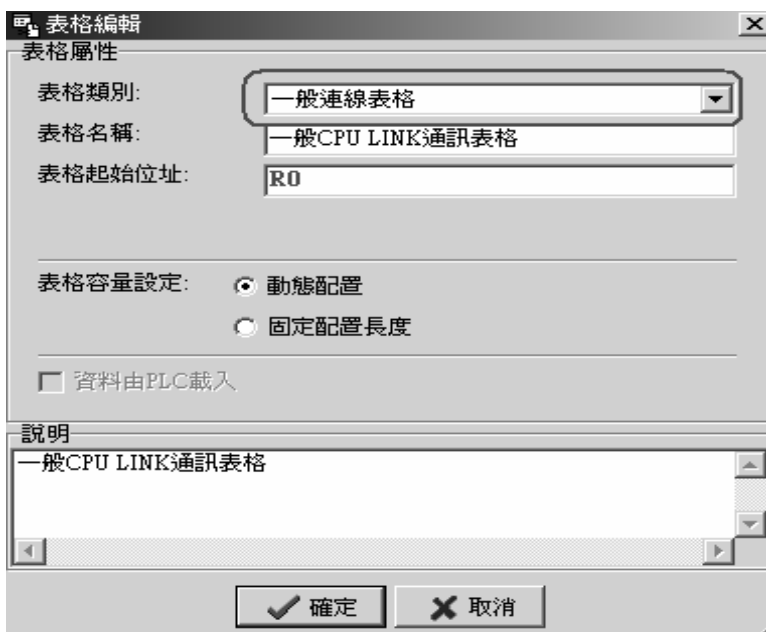 表格編輯
表格屬性
表格類別: 一般連線表格
表格名稱: 一般CPU LINK通訊表格
表格起始位址: R0
表格容量設定: 動態配置
固定配置長度
資料由PLC載入
說明
一般CPU LINK通訊表格
確定 取消